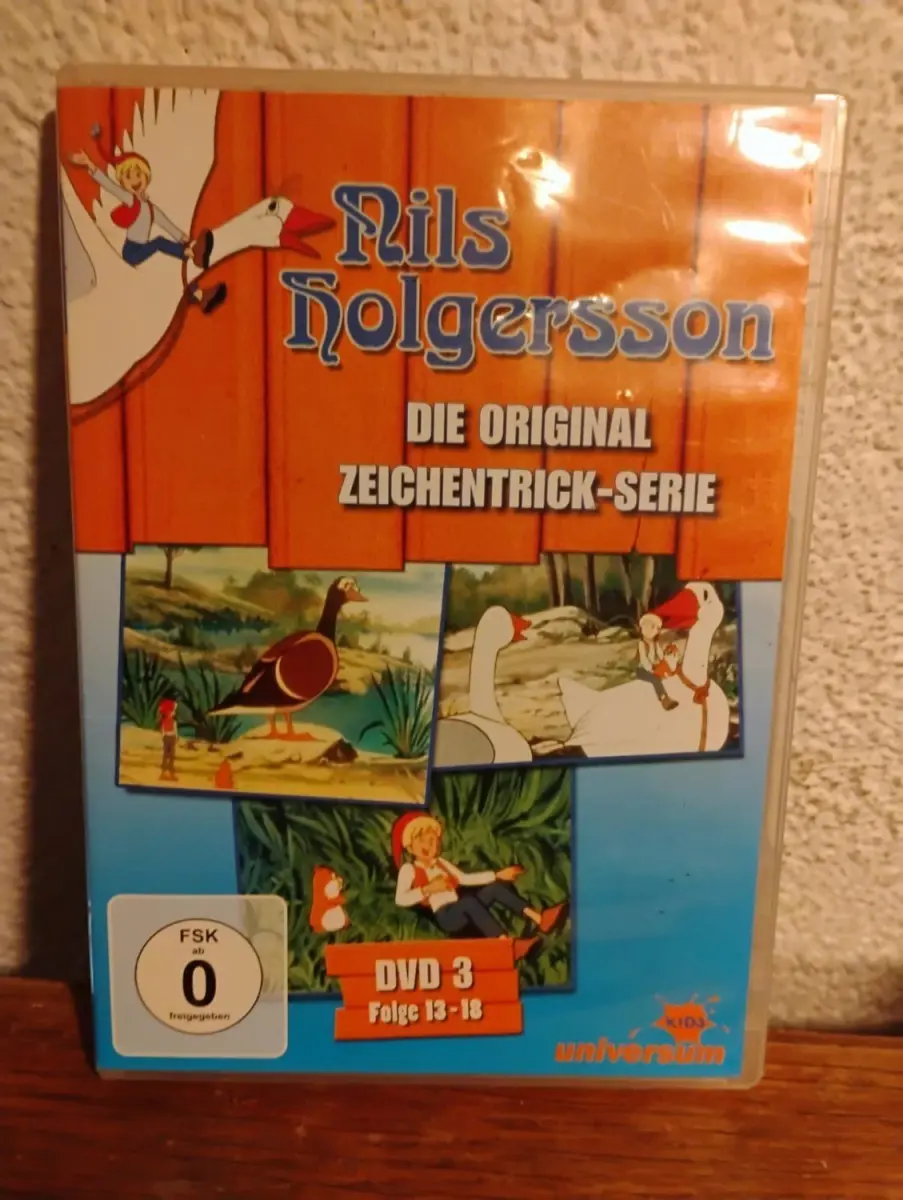 Nils
Holgersson
DIE ORIGINAL
ZEICHENTRICK-SERIE
FSK
ab
0
freigegeben
DVD 3
Folge 13-18
KIDS
universum